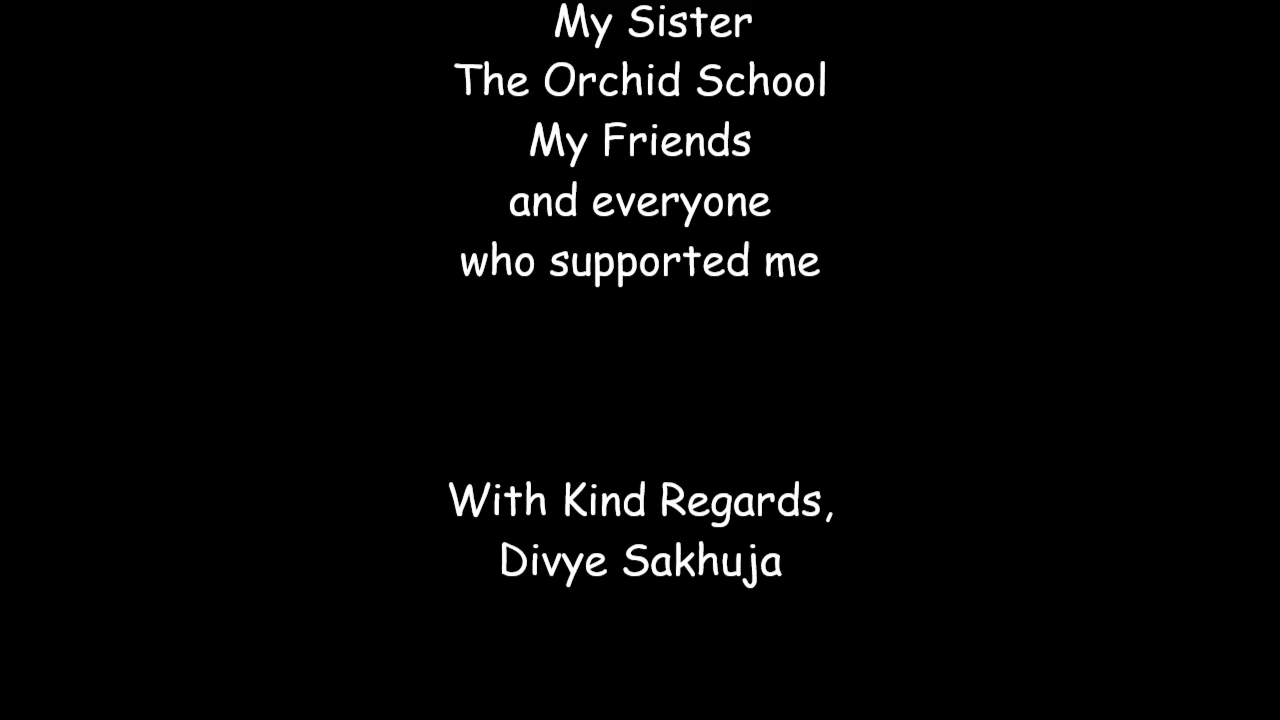 My Sister
The Orchid School
My Friends
and everyone
who supported me
With Kind Regards,
Divye Sakhuja